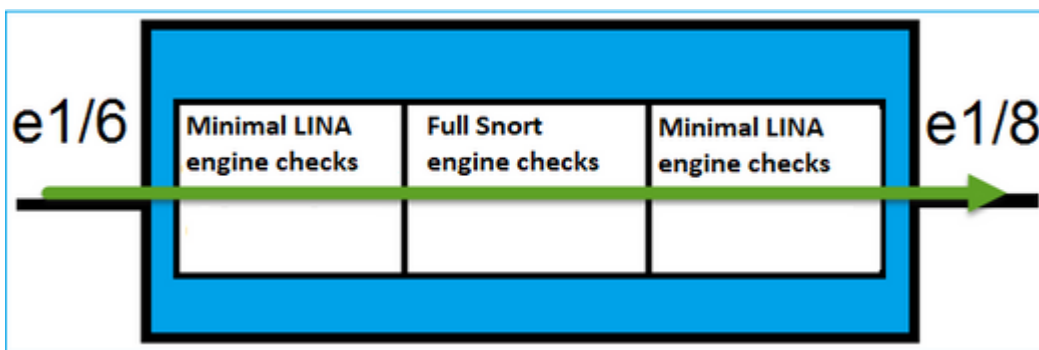 e1/6
Minimal LINA
engine checks
Full Snort
engine checks
Minimal LINA
engine checks
e1/8